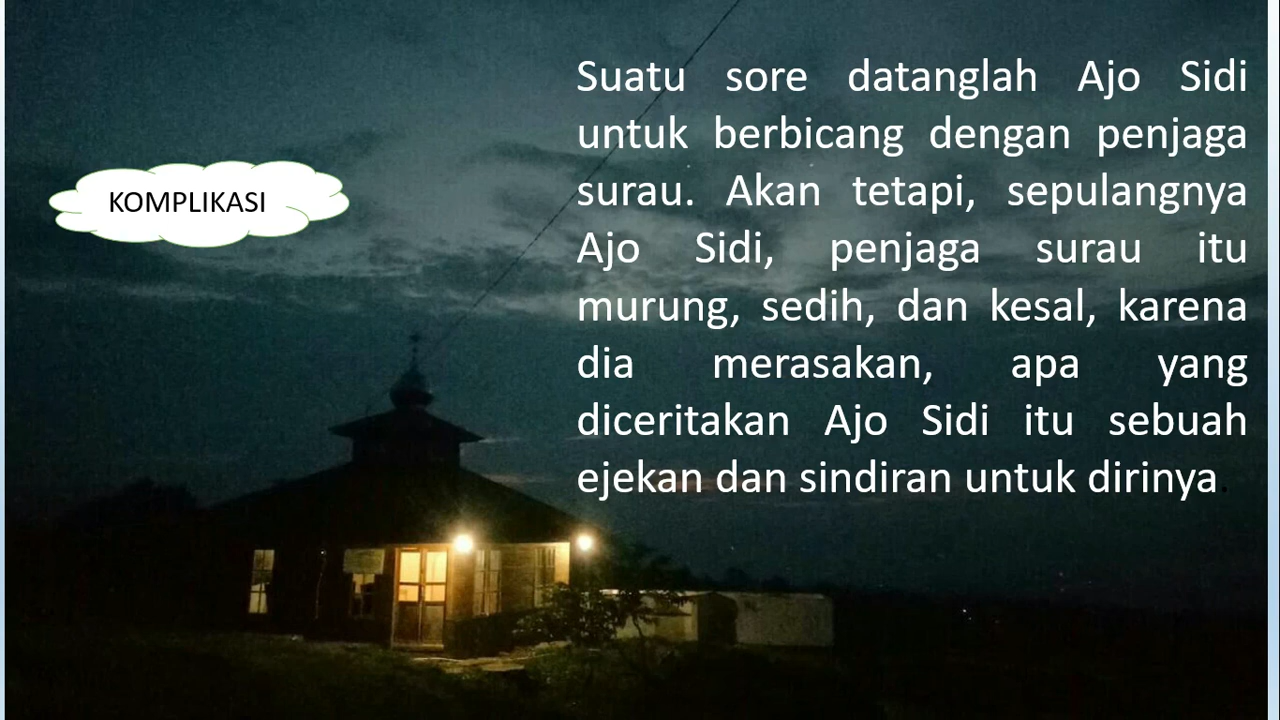 KOMPLIKASI
Suatu sore datanglah Ajo Sidi
untuk berbicang dengan penjaga
surau. Akan tetapi, sepulangnya
Ajo Sidi, penjaga surau itu
murung, sedih, dan kesal, karena
dia merasakan, apa yang
diceritakan Ajo Sidi itu sebuah
ejekan dan sindiran untuk dirinya.